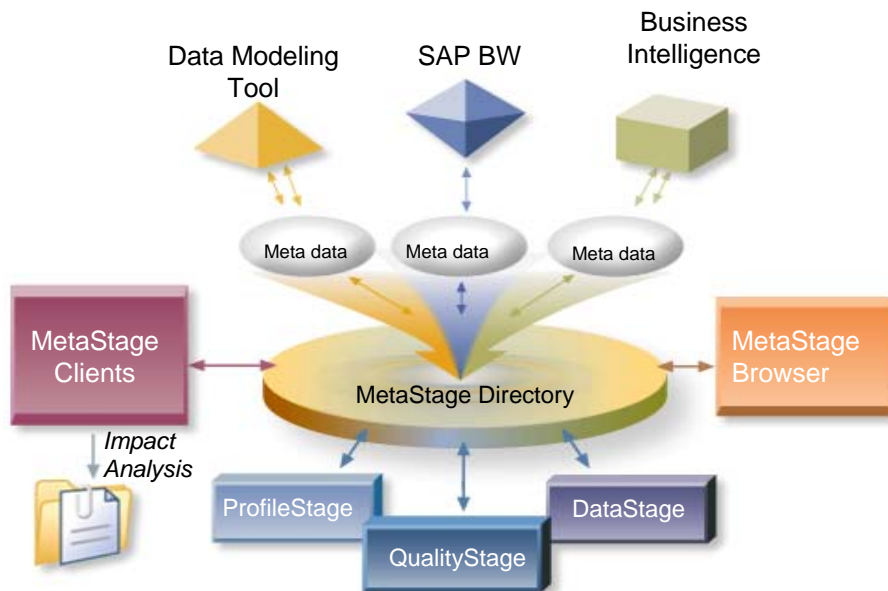 Data Modeling
Tool
SAP BW
Business
Intelligence
Meta data
Meta data
Meta data
MetaStage
Clients
MetaStage Directory
MetaStage
Browser
Impact
Analysis
ProfileStage
QualityStage
DataStage